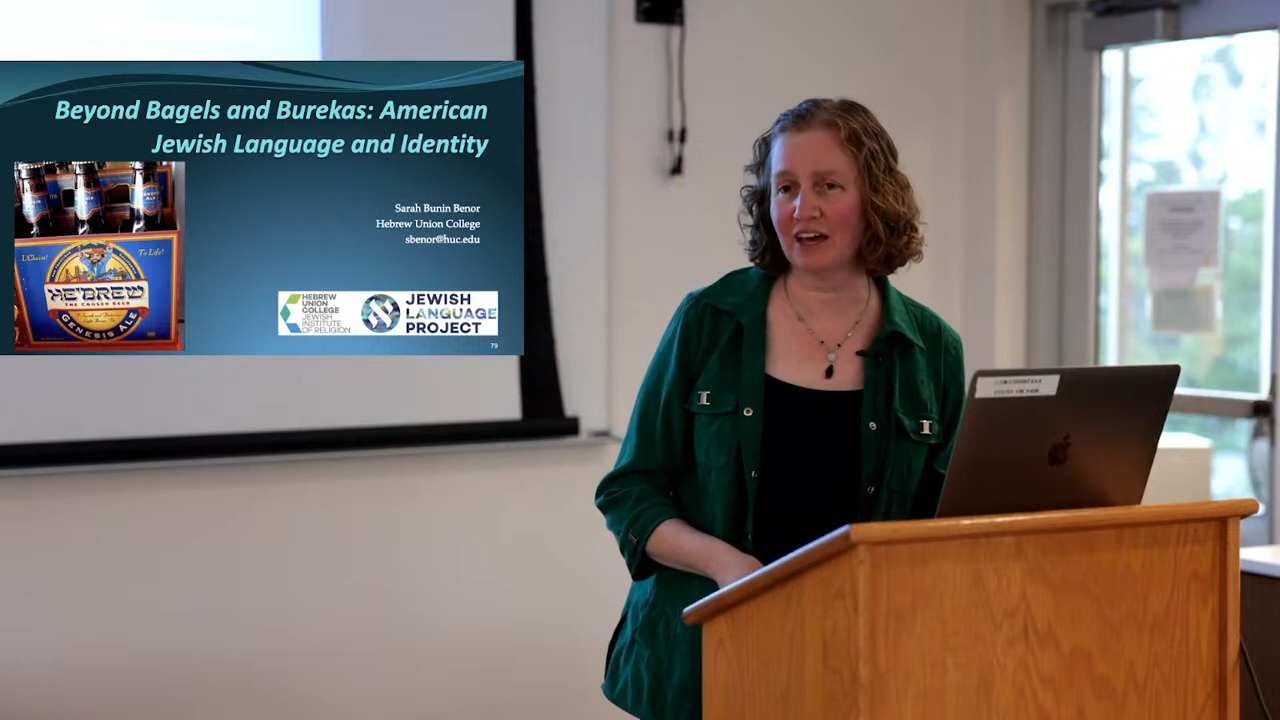 Beyond Bagels and Burekas: American
Jewish Language and Identity
Sarah Bunin Benor
Hebrew Union College
sbenor@huc.edu
L'Chaim!
To Life!
HE'BREW
THE CHOSEN BEER
GENESIS ALE
HEBREW
UNION
COLLEGE
JEWISH
INSTITUTE
OF RELIGION
JEWISH
LANGUAGE
PROJECT
79